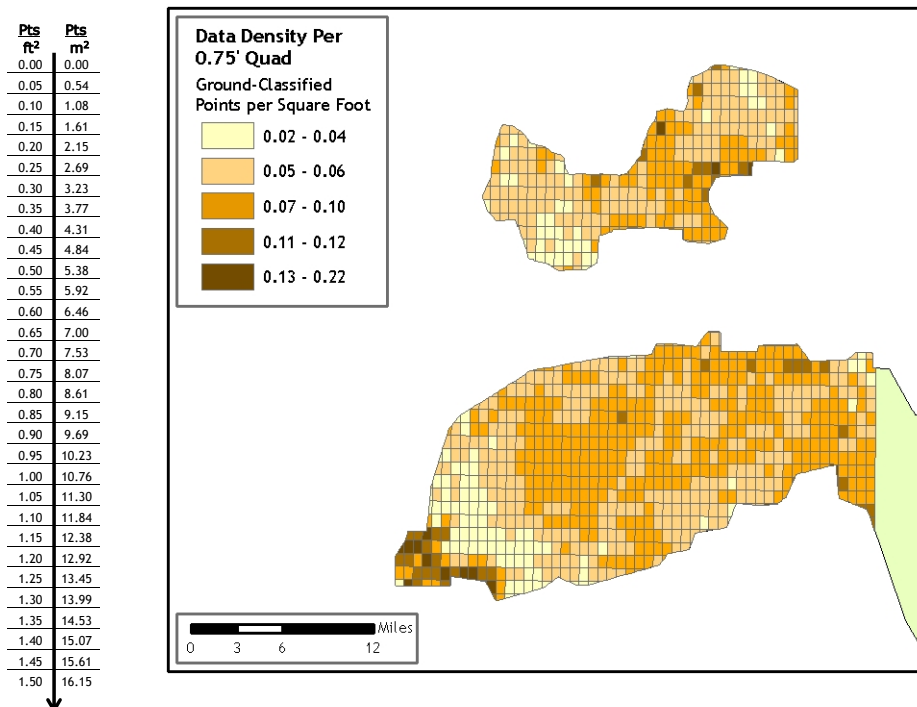 Pts Pts
ft² m²
0.00 0.00
0.05 0.54
0.10 1.08
0.15 1.61
0.20 2.15
0.25 2.69
0.30 3.23
0.35 3.77
0.40 4.31
0.45 4.84
0.50 5.38
0.55 5.92
0.60 6.46
0.65 7.00
0.70 7.53
0.75 8.07
0.80 8.61
0.85 9.15
0.90 9.69
0.95 10.23
1.00 10.76
1.05 11.30
1.10 11.84
1.15 12.38
1.20 12.92
1.25 13.45
1.30 13.99
1.35 14.53
1.40 15.07
1.45 15.61
1.50 16.15
Data Density Per
0.75' Quad
Ground-Classified
Points per Square Foot
0.02 - 0.04
0.05 - 0.06
0.07 - 0.10
0.11 - 0.12
0.13 - 0.22
Miles
0 3 6 12